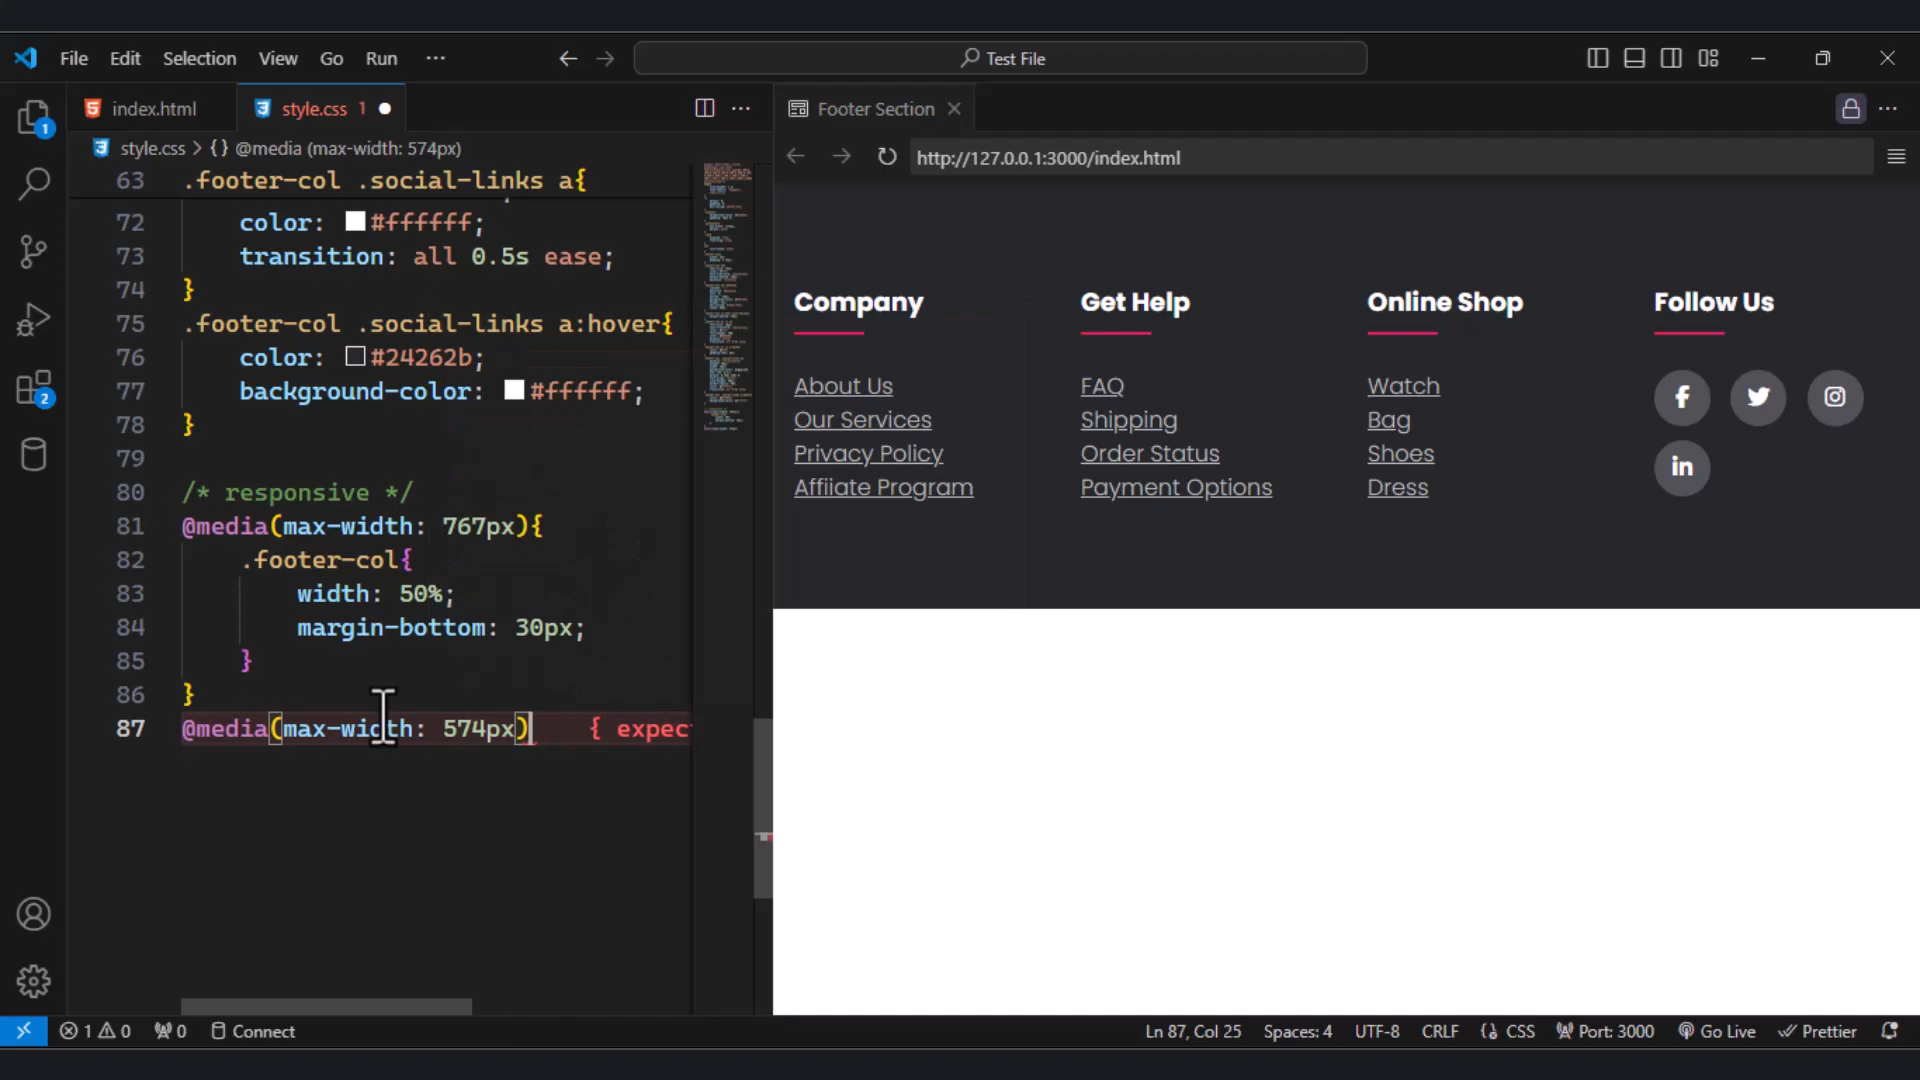 File Edit Selection View Go Run ··· Test File
index.html style.css 1 Footer Section
style.css > {} @media (max-width: 574px) http://127.0.0.1:3000/index.html
63 .footer-col .social-links a{
72 color: #ffffff;
73 transition: all 0.5s ease;
74 }
75 .footer-col .social-links a:hover{
76 color: #24262b;
77 background-color: #ffffff;
78 }
79
80 /* responsive */
81 @media(max-width: 767px){
82 .footer-col{
83 width: 50%;
84 margin-bottom: 30px;
85 }
86 }
87 @media(max-width: 574px) { expec
1
2
Company
About Us
Our Services
Privacy Policy
Affiiate Program
Get Help
FAQ
Shipping
Order Status
Payment Options
Online Shop
Watch
Bag
Shoes
Dress
Follow Us
in
1 0 0 Connect Ln 87, Col 25 Spaces: 4 UTF-8 CRLF CSS Port: 3000 Go Live Prettier